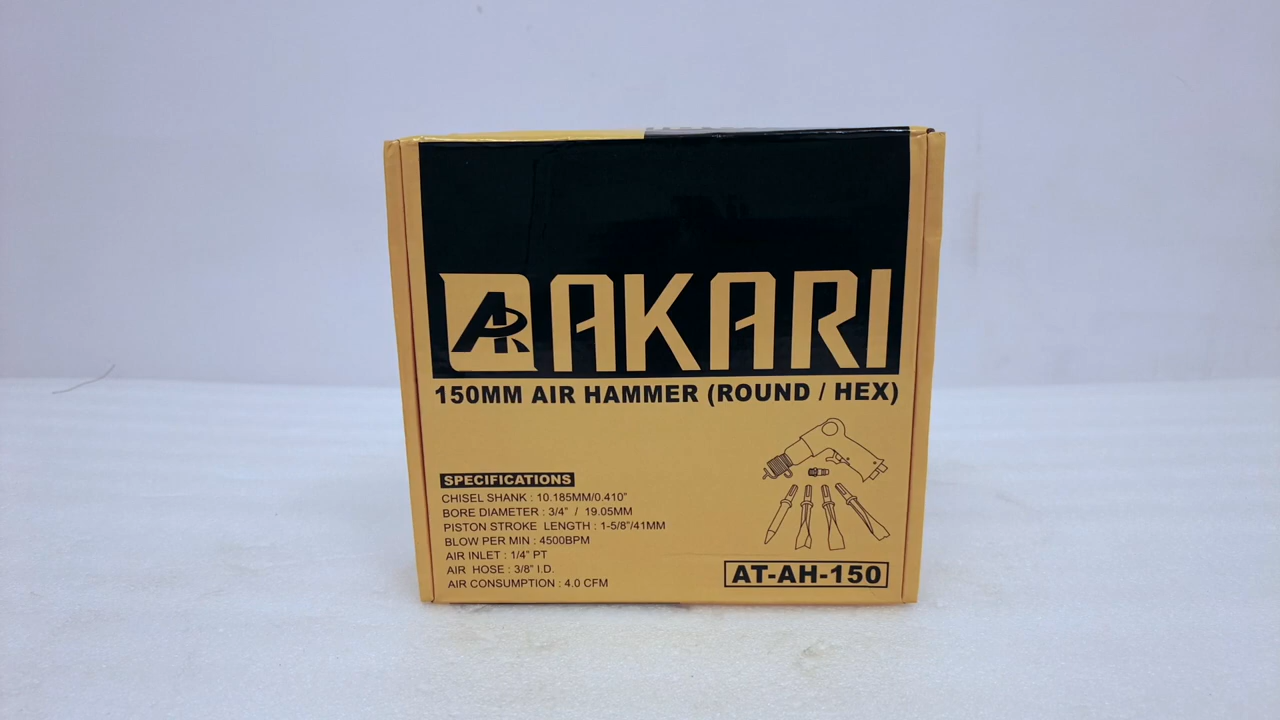 AKARI
150MM AIR HAMMER (ROUND / HEX)
SPECIFICATIONS
CHISEL SHANK : 10.185MM/0.410"
BORE DIAMETER : 3/4" / 19.05MM
PISTON STROKE LENGTH : 1-5/8"/41MM
BLOW PER MIN : 4500BPM
AIR INLET : 1/4" PT
AIR HOSE : 3/8" I.D.
AIR CONSUMPTION : 4.0 CFM
AT-AH-150